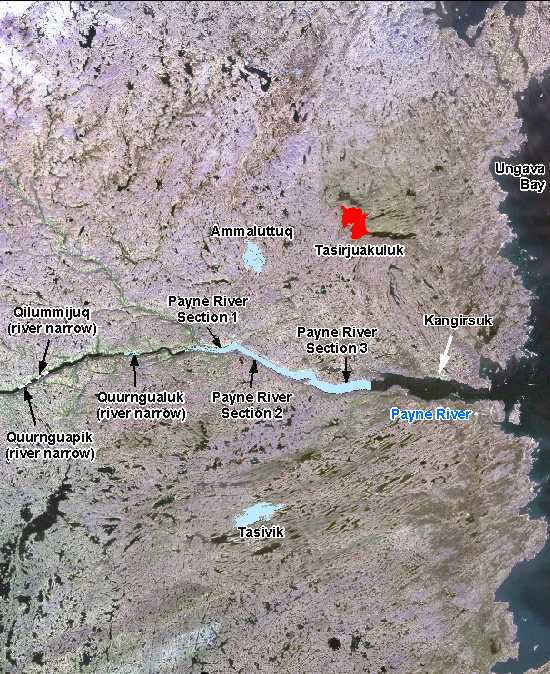 Ungava
Bay
Ammaluttuq
Tasirjuakuluk
Payne River
Section 1
Qilummijuq
(river narrow)
Payne River
Section 3
Kangirsuk
Quurngualuk
(river narrow)
Payne River
Section 2
Payne River
Quurnguapik
(river narrow)
Tasivik